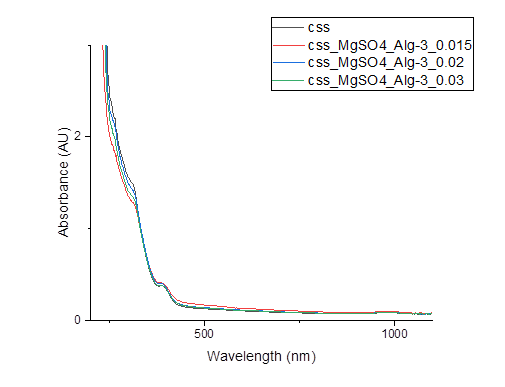 css
css_MgSO4_Alg-3_0.015
css_MgSO4_Alg-3_0.02
css_MgSO4_Alg-3_0.03
2
Absorbance (AU)
0
500
1000
Wavelength (nm)